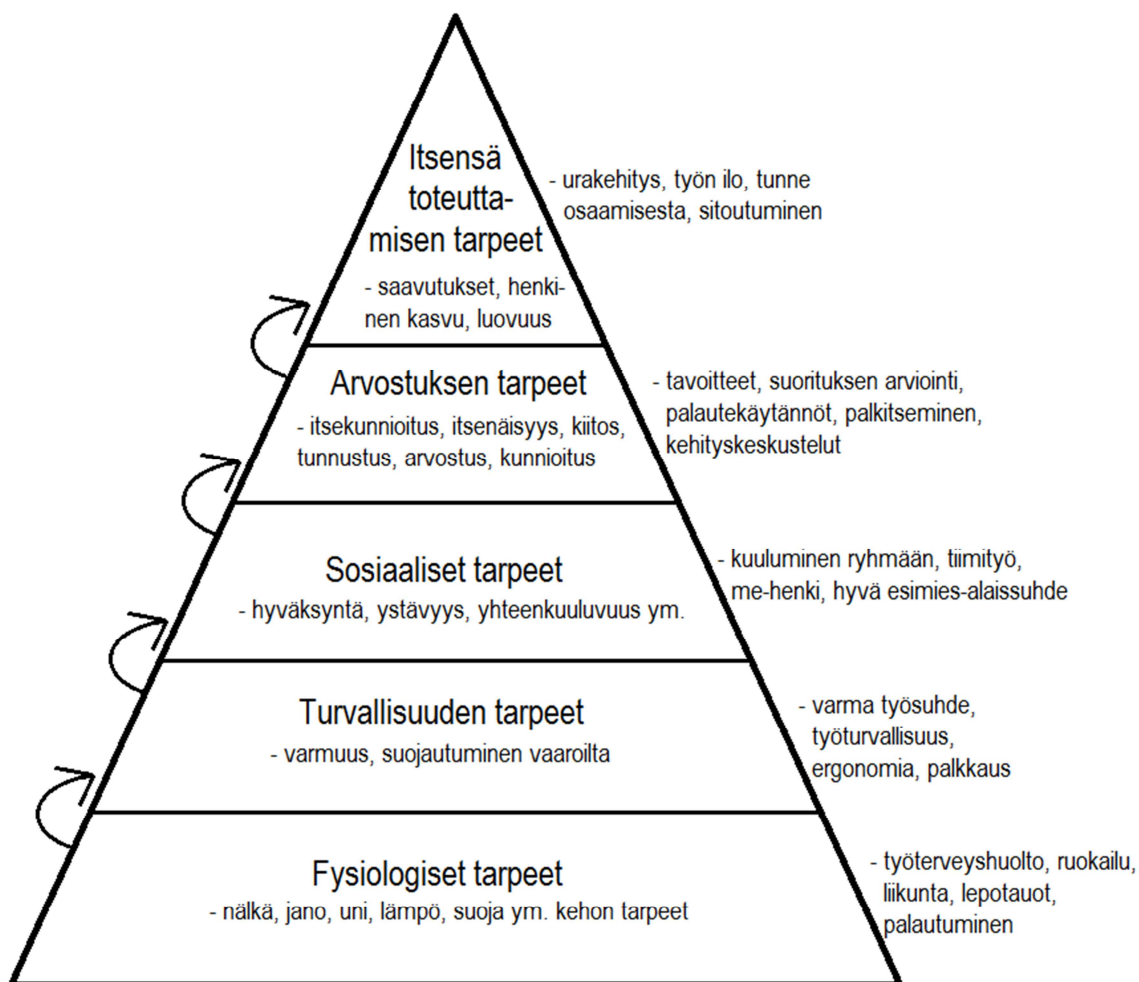 Itsensä
toteutta-
misen tarpeet
- saavutukset, henki-
nen kasvu, luovuus
- urakehitys, työn ilo, tunne
osaamisesta, sitoutuminen
Arvostuksen tarpeet
- itsekunnioitus, itsenäisyys, kiitos,
tunnustus, arvostus, kunnioitus
- tavoitteet, suorituksen arviointi,
palautekäytännöt, palkitseminen,
kehityskeskustelut
Sosiaaliset tarpeet
- hyväksyntä, ystävyys, yhteenkuuluvuus ym.
- kuuluminen ryhmään, tiimityö,
me-henki, hyvä esimies-alaissuhde
Turvallisuuden tarpeet
- varmuus, suojautuminen vaaroilta
- varma työsuhde,
työturvallisuus,
ergonomia, palkkaus
Fysiologiset tarpeet
- nälkä, jano, uni, lämpö, suoja ym. kehon tarpeet
- työterveyshuolto, ruokailu,
liikunta, lepotauot,
palautuminen